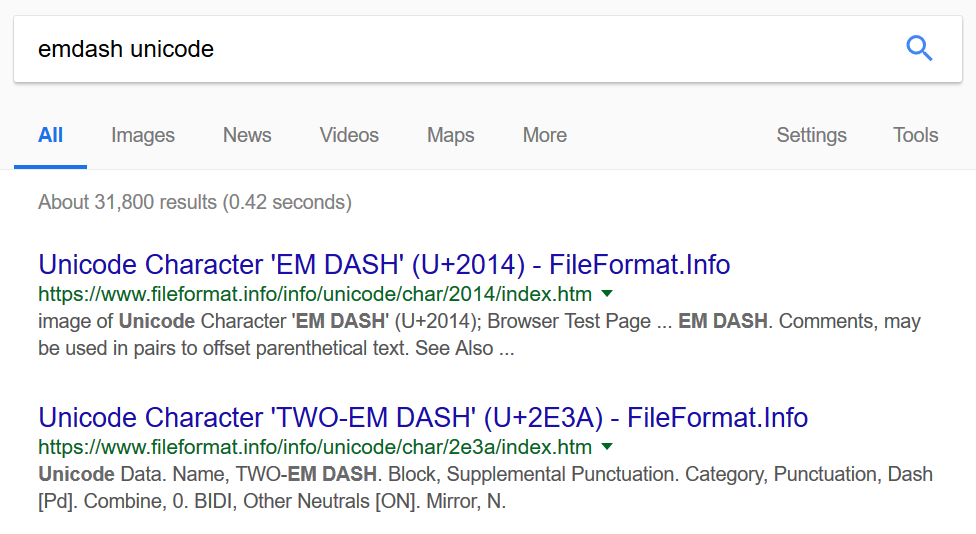 emdash unicode
All Images News Videos Maps More Settings Tools
About 31,800 results (0.42 seconds)
Unicode Character 'EM DASH' (U+2014) - FileFormat.Info
https://www.fileformat.info/info/unicode/char/2014/index.htm
image of Unicode Character 'EM DASH' (U+2014); Browser Test Page ... EM DASH. Comments, may
be used in pairs to offset parenthetical text. See Also ...
Unicode Character 'TWO-EM DASH' (U+2E3A) - FileFormat.Info
https://www.fileformat.info/info/unicode/char/2e3a/index.htm
Unicode Data. Name, TWO-EM DASH. Block, Supplemental Punctuation. Category, Punctuation, Dash
[Pd]. Combine, 0. BIDI, Other Neutrals [ON]. Mirror, N.